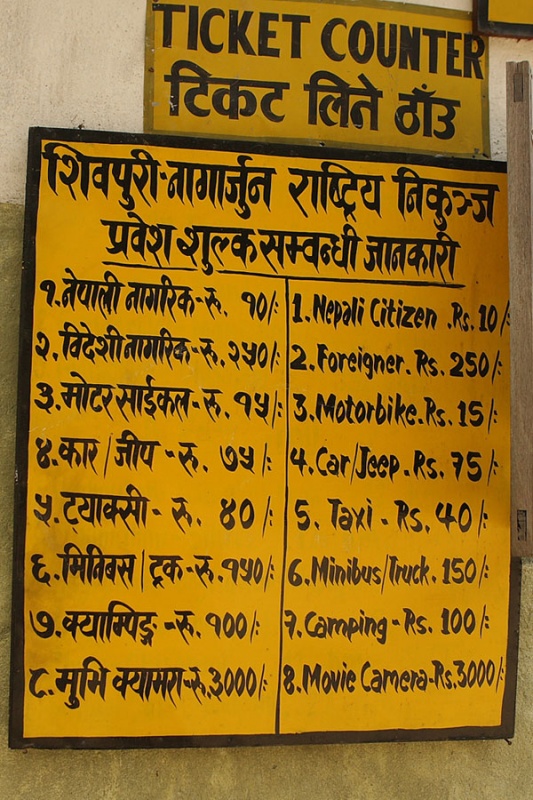 TICKET COUNTER
टिकट लिने ठाँउ
शिवपुरी-नागार्जुन राष्ट्रिय निकुञ्ज
प्रवेश शुल्क सम्वन्धी जानकारी
१. नेपाली नागरिक - रु. १०/:
२. विदेशी नागरिक - रु. २५०/:
३. मोटर साईकल - रु. १५/:
४. कार/जीप - रु. ७५/:
५. ट्याक्सी - रु. ४०/:
६. मिनिबस/ट्रक - रु. १५०/:
७. क्याम्पिङ्ग - रु. १००/:
८. मुभि क्यामरा - रु. ३०००/:
1. Nepali Citizen . Rs. 10/:
2. Foreigner. Rs. 250/:
3. Motorbike. Rs. 15/:
4. Car/Jeep. Rs. 75/:
5. Taxi - Rs. 40/:
6. Minibus/Truck. 150/:
7. Camping - Rs. 100/:
8. Movie Camera - Rs. 3000/: